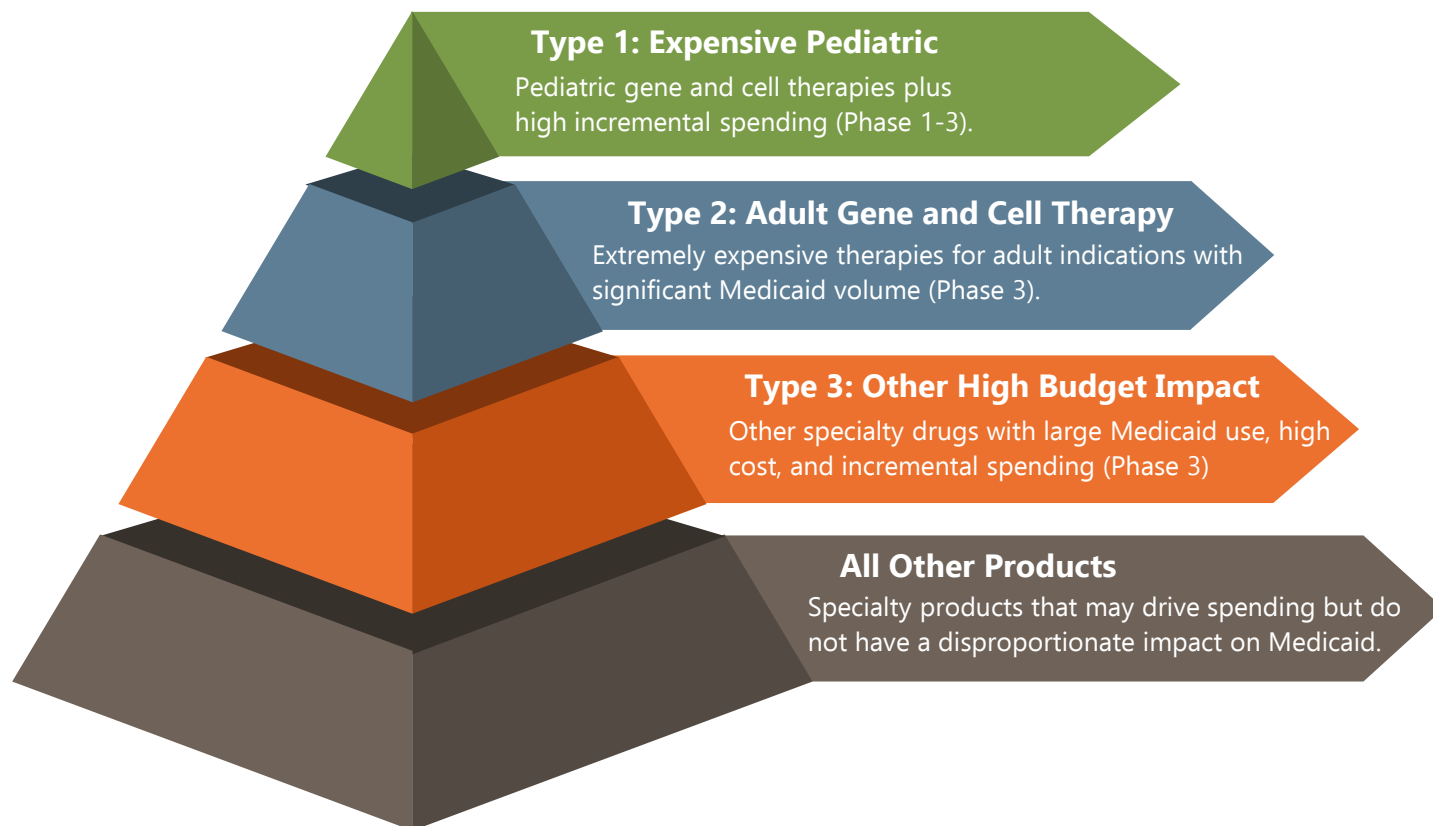 Type 1: Expensive Pediatric
Pediatric gene and cell therapies plus
high incremental spending (Phase 1-3).
Type 2: Adult Gene and Cell Therapy
Extremely expensive therapies for adult indications with
significant Medicaid volume (Phase 3).
Type 3: Other High Budget Impact
Other specialty drugs with large Medicaid use, high
cost, and incremental spending (Phase 3)
All Other Products
Specialty products that may drive spending but do
not have a disproportionate impact on Medicaid.